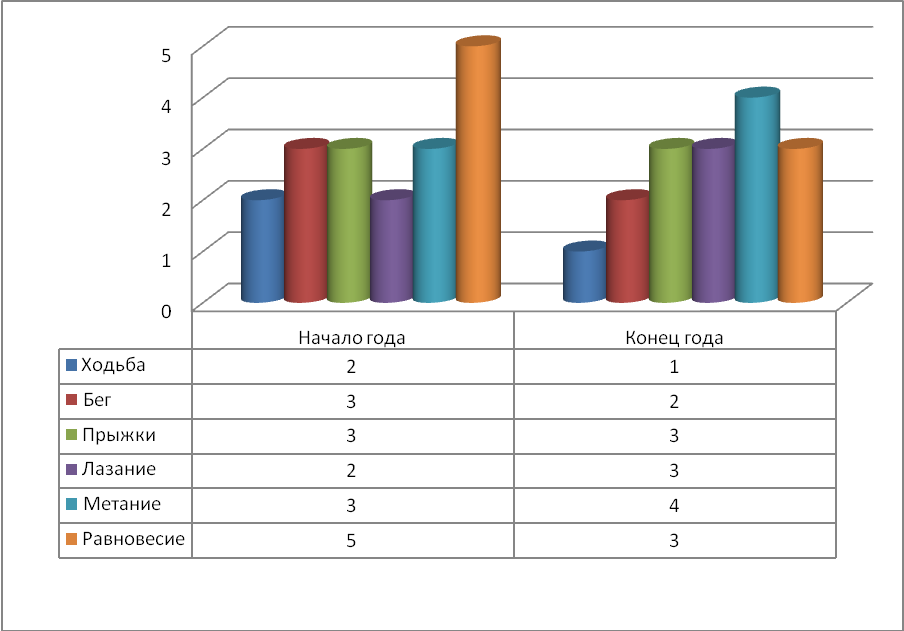 5
4
3
2
1
0
Начало года Конец года
Ходьба 2 1
Бег 3 2
Прыжки 3 3
Лазание 2 3
Метание 3 4
Равновесие 5 3